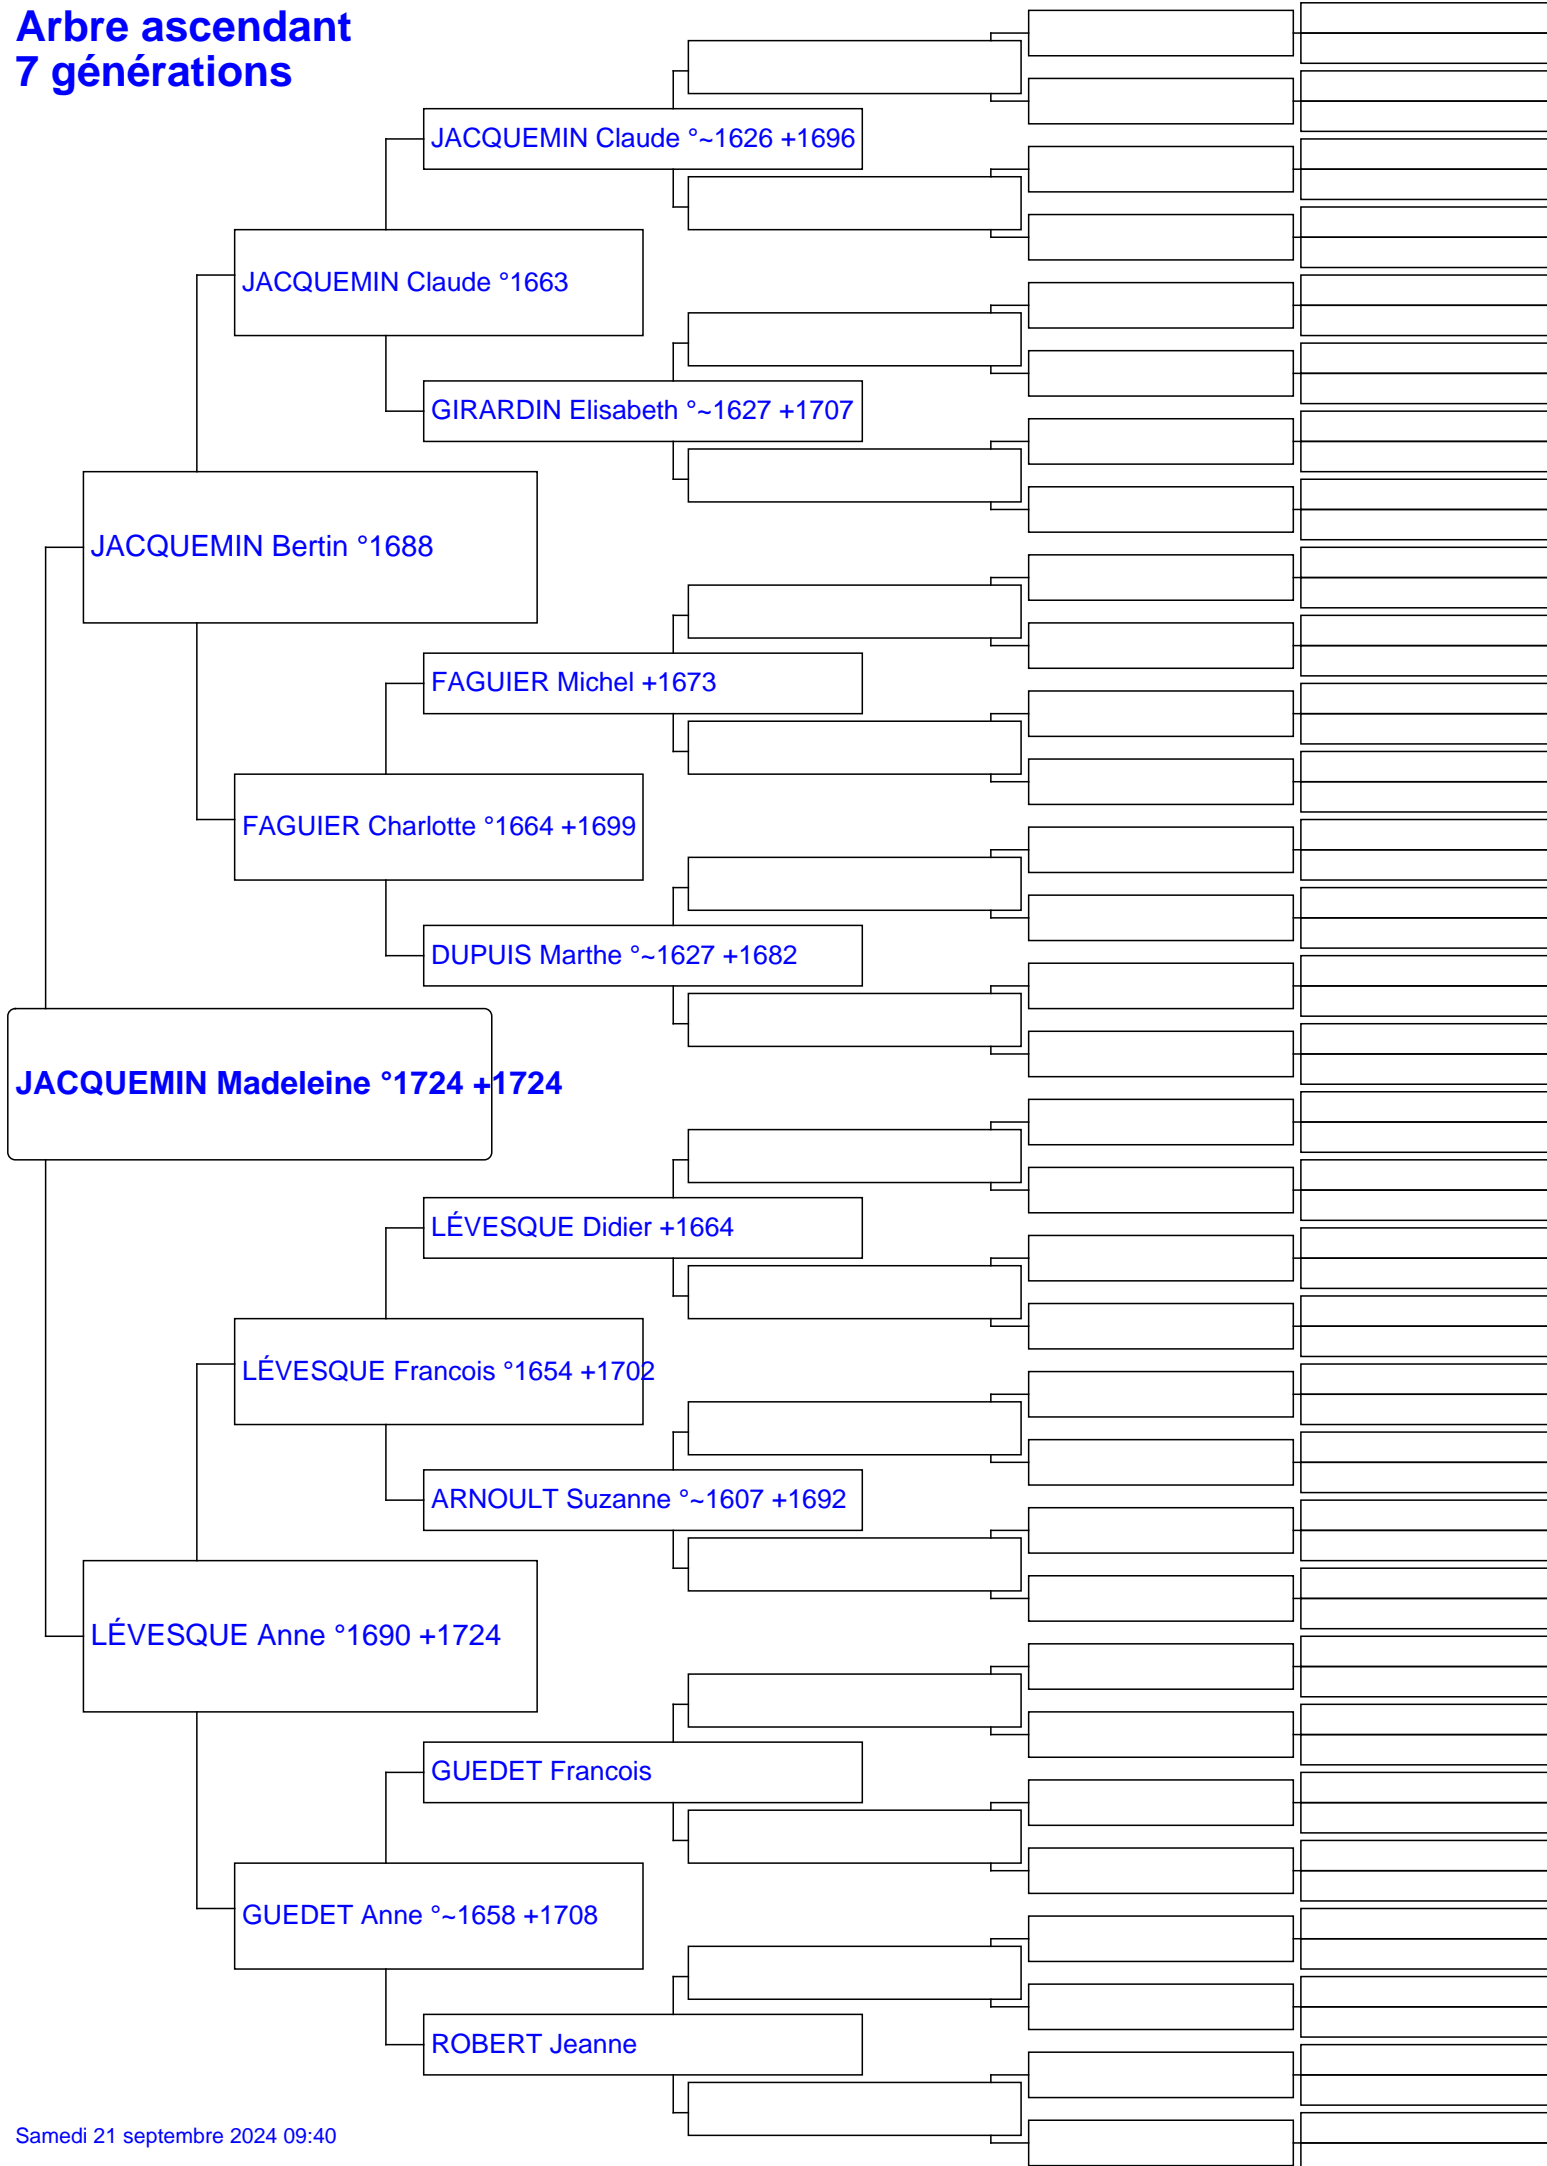 Arbre ascendant
7 générations
JACQUEMIN Claude °~1626 +1696
JACQUEMIN Claude °1663
GIRARDIN Elisabeth °~1627 +1707
JACQUEMIN Bertin °1688
FAGUIER Michel +1673
FAGUIER Charlotte °1664 +1699
DUPUIS Marthe °~1627 +1682
JACQUEMIN Madeleine °1724 +1724
LÉVESQUE Didier +1664
LÉVESQUE Francois °1654 +1702
ARNOULT Suzanne °~1607 +1692
LÉVESQUE Anne °1690 +1724
GUEDET Francois
GUEDET Anne °~1658 +1708
ROBERT Jeanne
Samedi 21 septembre 2024 09:40